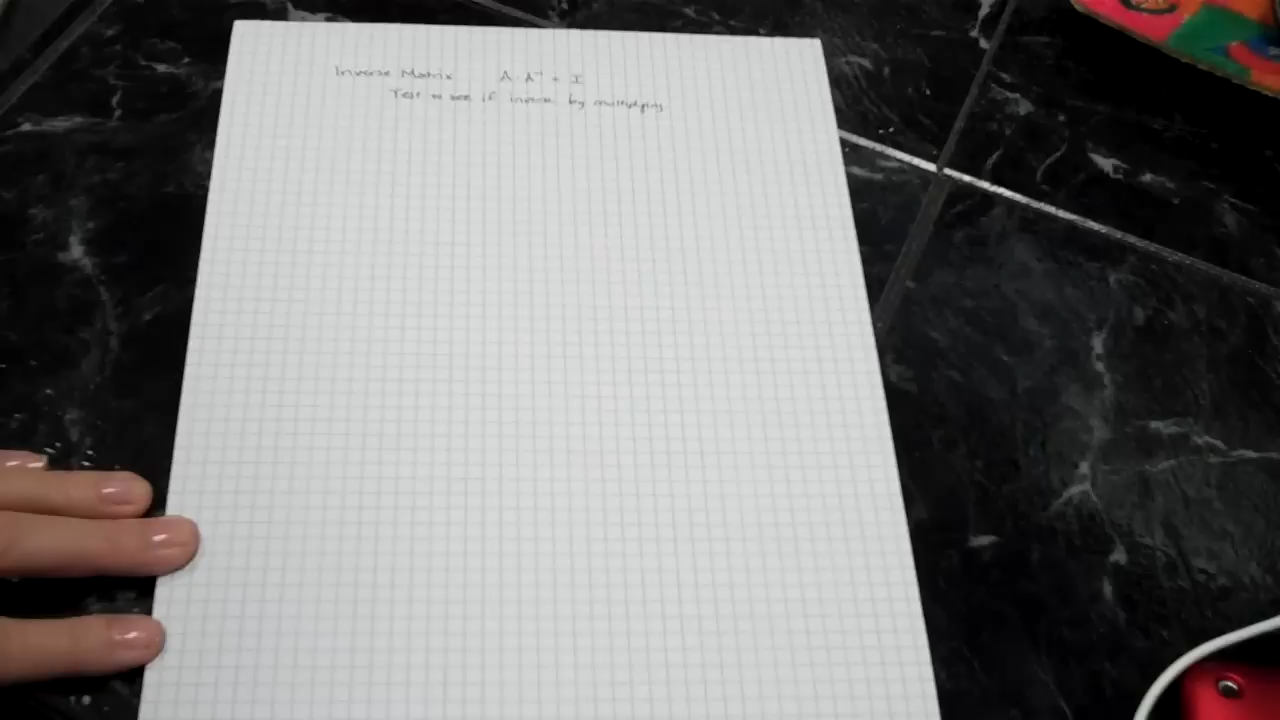 Inverse Matrix A · A⁻¹ = I
Test to see if inverse by multiplying